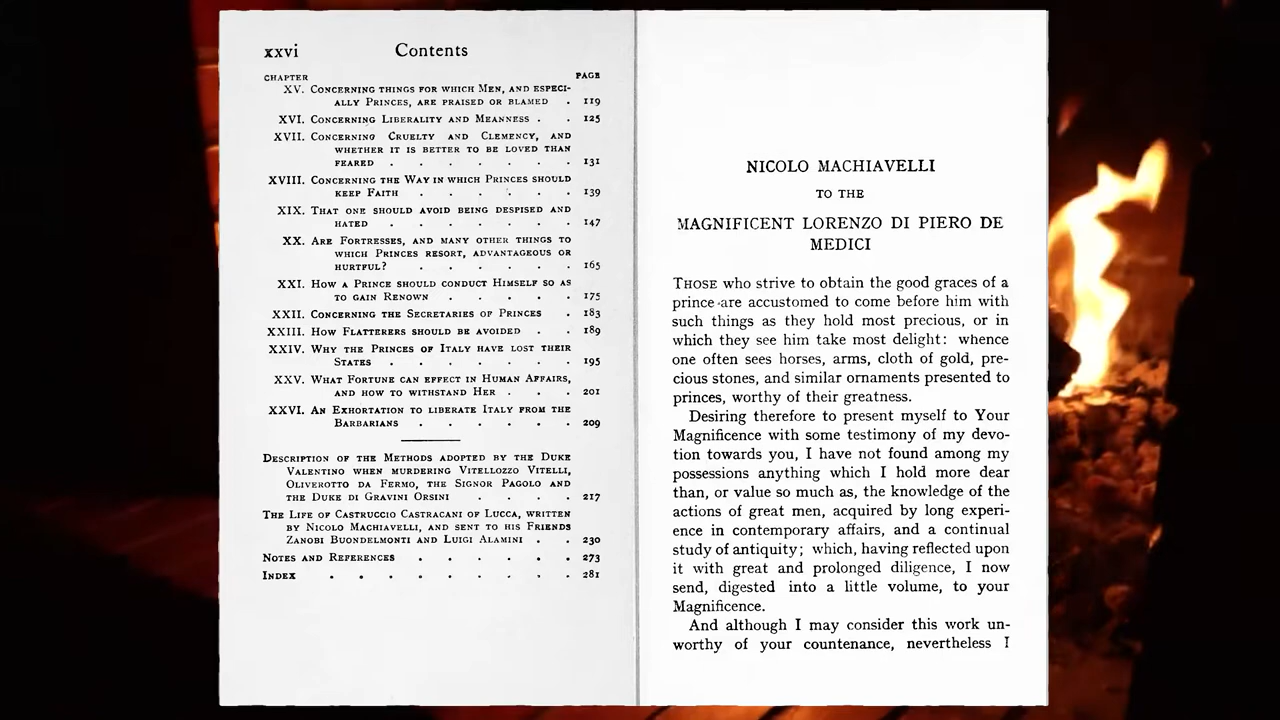 xxvi Contents
CHAPTER PAGE
XV. CONCERNING THINGS FOR WHICH MEN, AND ESPECI-
ALLY PRINCES, ARE PRAISED OR BLAMED . 119
XVI. CONCERNING LIBERALITY AND MEANNESS . . 125
XVII. CONCERNING CRUELTY AND CLEMENCY, AND
WHETHER IT IS BETTER TO BE LOVED THAN
FEARED . . . . . . . 131
XVIII. CONCERNING THE WAY IN WHICH PRINCES SHOULD
KEEP FAITH . . . . . . 139
XIX. THAT ONE SHOULD AVOID BEING DESPISED AND
HATED . . . . . . . 147
XX. ARE FORTRESSES, AND MANY OTHER THINGS TO
WHICH PRINCES RESORT, ADVANTAGEOUS OR
HURTFUL? . . . . . . 165
XXI. HOW A PRINCE SHOULD CONDUCT HIMSELF SO AS
TO GAIN RENOWN . . . . . 175
XXII. CONCERNING THE SECRETARIES OF PRINCES . 183
XXIII. HOW FLATTERERS SHOULD BE AVOIDED . . 189
XXIV. WHY THE PRINCES OF ITALY HAVE LOST THEIR
STATES . . . . . . . 195
XXV. WHAT FORTUNE CAN EFFECT IN HUMAN AFFAIRS,
AND HOW TO WITHSTAND HER . . . 201
XXVI. AN EXHORTATION TO LIBERATE ITALY FROM THE
BARBARIANS . . . . . . 209
DESCRIPTION OF THE METHODS ADOPTED BY THE DUKE
VALENTINO WHEN MURDERING VITELLOZZO VITELLI,
OLIVEROTTO DA FERMO, THE SIGNOR PAGOLO AND
THE DUKE DI GRAVINI ORSINI . . . . 217
THE LIFE OF CASTRUCCIO CASTRACANI OF LUCCA, WRITTEN
BY NICOLO MACHIAVELLI, AND SENT TO HIS FRIENDS
ZANOBI BUONDELMONTI AND LUIGI ALAMINI . . 230
NOTES AND REFERENCES . . . . . . 273
INDEX . . . . . . . . . 281
NICOLO MACHIAVELLI
TO THE
MAGNIFICENT LORENZO DI PIERO DE
MEDICI
THOSE who strive to obtain the good graces of a
prince are accustomed to come before him with
such things as they hold most precious, or in
which they see him take most delight: whence
one often sees horses, arms, cloth of gold, pre-
cious stones, and similar ornaments presented to
princes, worthy of their greatness.
Desiring therefore to present myself to Your
Magnificence with some testimony of my devo-
tion towards you, I have not found among my
possessions anything which I hold more dear
than, or value so much as, the knowledge of the
actions of great men, acquired by long experi-
ence in contemporary affairs, and a continual
study of antiquity; which, having reflected upon
it with great and prolonged diligence, I now
send, digested into a little volume, to your
Magnificence.
And although I may consider this work un-
worthy of your countenance, nevertheless I